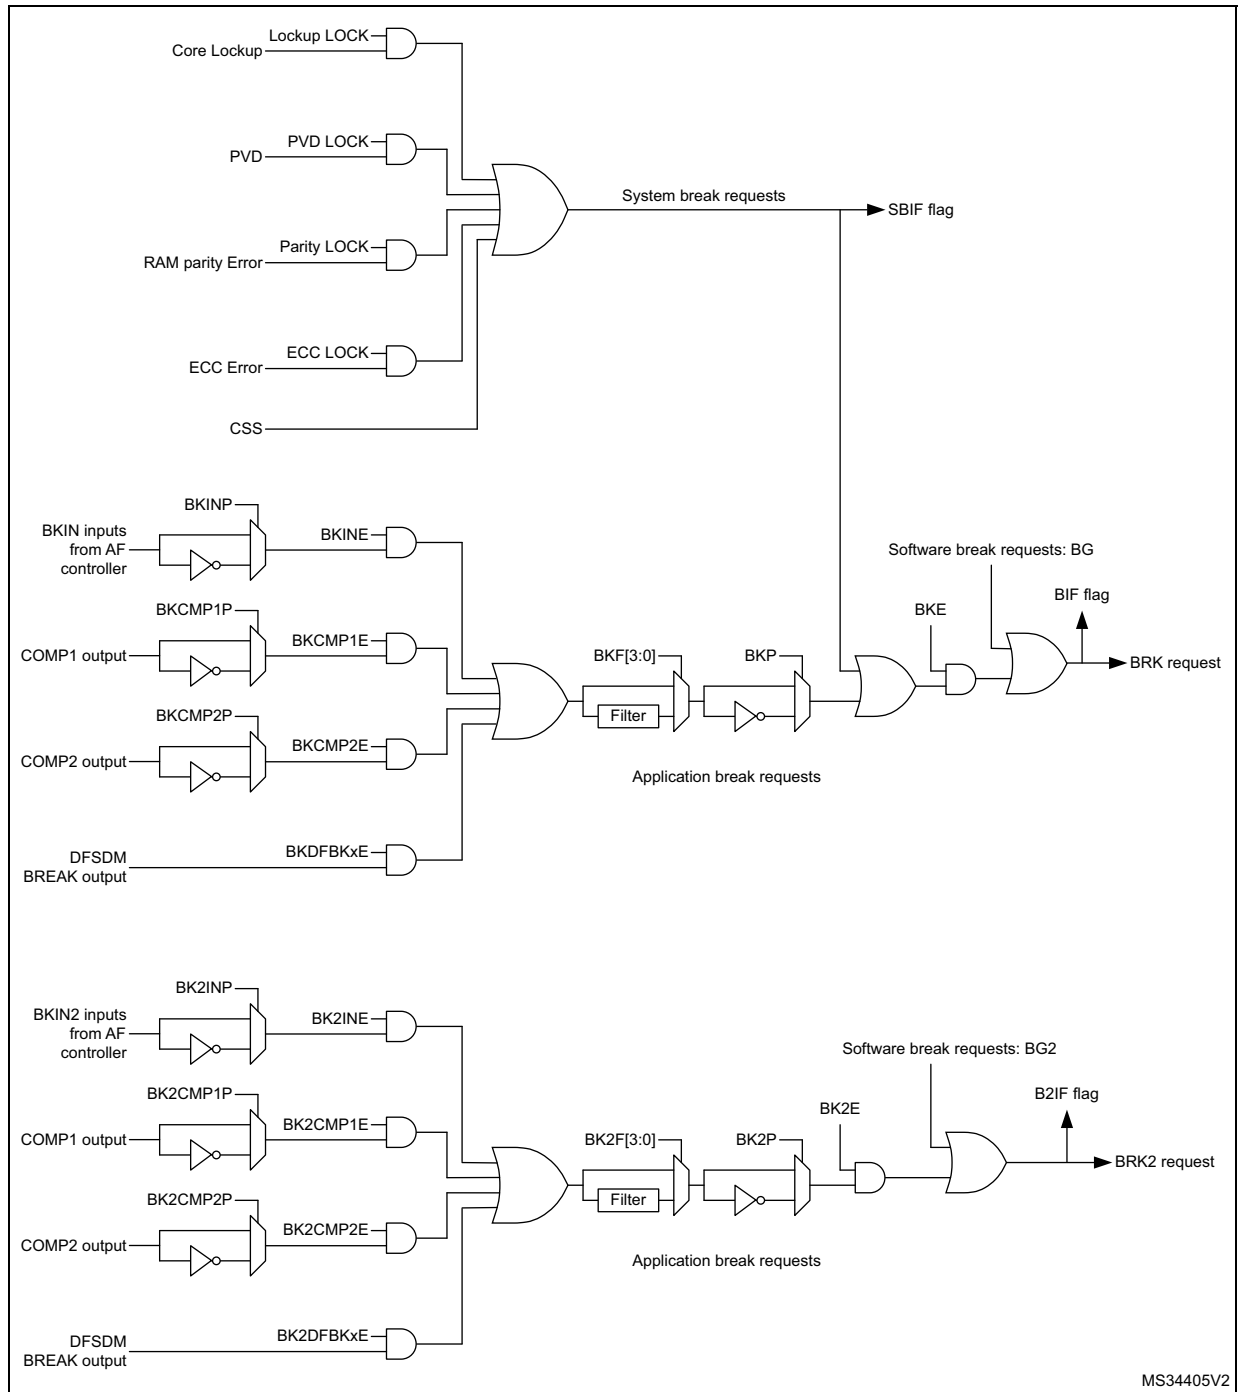 Lockup LOCK
Core Lockup
PVD LOCK
PVD
System break requests
SBIF flag
Parity LOCK
RAM parity Error
ECC LOCK
ECC Error
CSS
BKINP
BKIN inputs
from AF
controller
BKINE
Software break requests: BG
BIF flag
BKCMP1P
BKE
COMP1 output
BKCMP1E
BKF[3:0]
BKP
BRK request
Filter
BKCMP2P
COMP2 output
BKCMP2E
Application break requests
BKDFBKxE
DFSDM
BREAK output
BK2INP
BKIN2 inputs
from AF
controller
BK2INE
Software break requests: BG2
B2IF flag
BK2CMP1P
BK2E
COMP1 output
BK2CMP1E
BK2F[3:0]
BK2P
BRK2 request
Filter
BK2CMP2P
COMP2 output
BK2CMP2E
Application break requests
BK2DFBKxE
DFSDM
BREAK output
MS34405V2